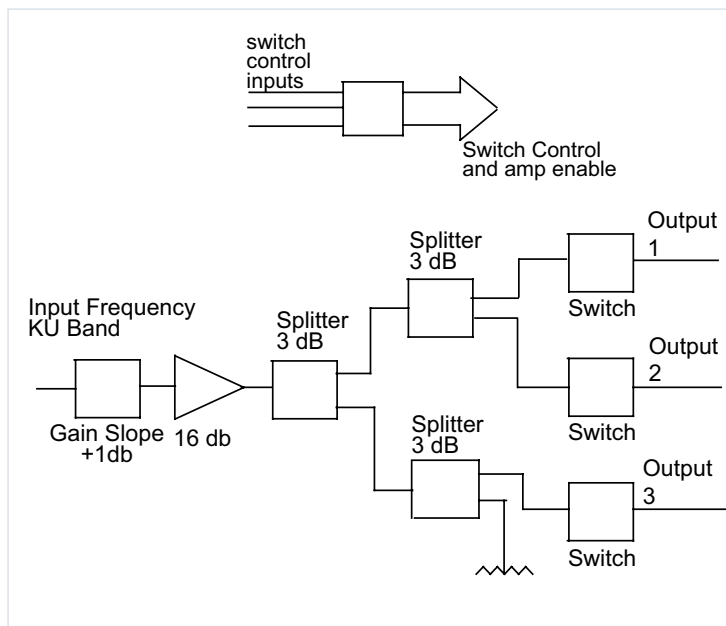 switch
control
inputs
Switch Control
and amp enable
Output
1
Splitter
3 dB
Switch
Input Frequency
KU Band
Splitter
3 dB
Output
2
Gain Slope
+1db
16 db
Splitter
3 dB
Switch
Output
3
Switch